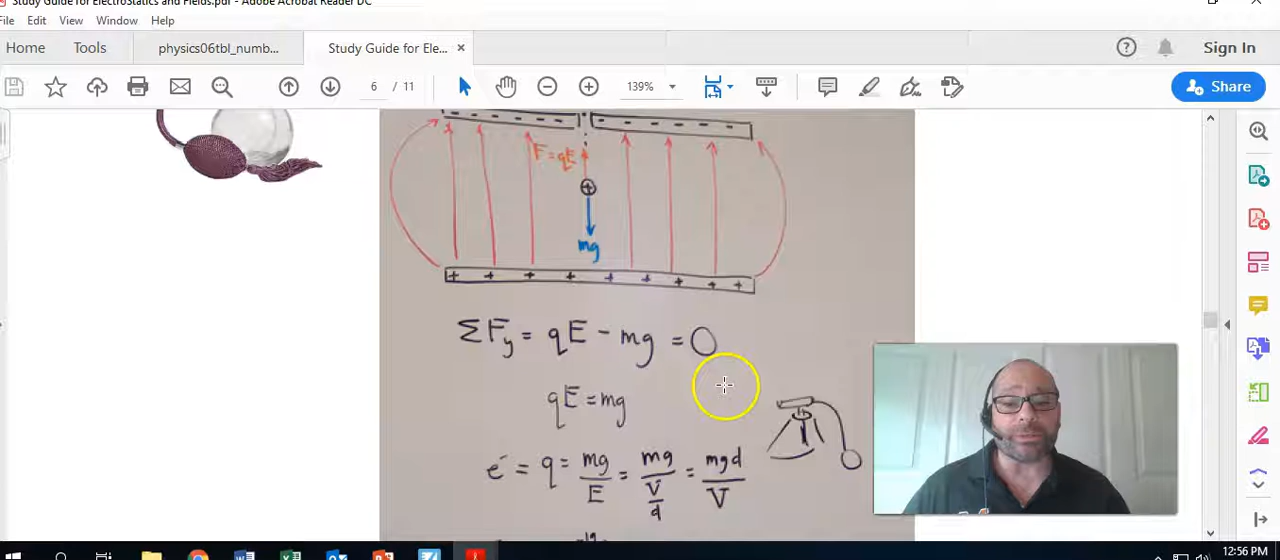 Study Guide for ElectroStatics and Fields.pdf - Adobe Acrobat Reader DC
File Edit View Window
Home Tools physics06tbl_numb... Study Guide for Ele... × Sign In
6 / 11 139% Share
- - - - - - - -
F=qE
+
mg
+ + + + + + + + +
ΣFy = qE - mg = 0
qE = mg
e⁻ = q = mg/E = mg/(V/d) = mgd/V
12:56 PM